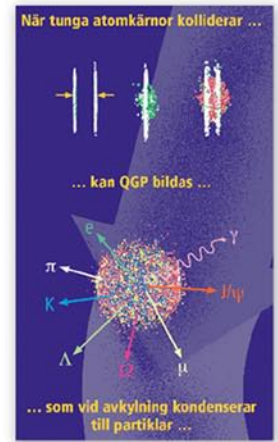 När tunga atomkärnor kolliderar ...
... kan QGP bildas ...
e
γ
π
J/ψ
K
Λ
Ω
μ
... som vid avkylning kondenserar
till partiklar ...